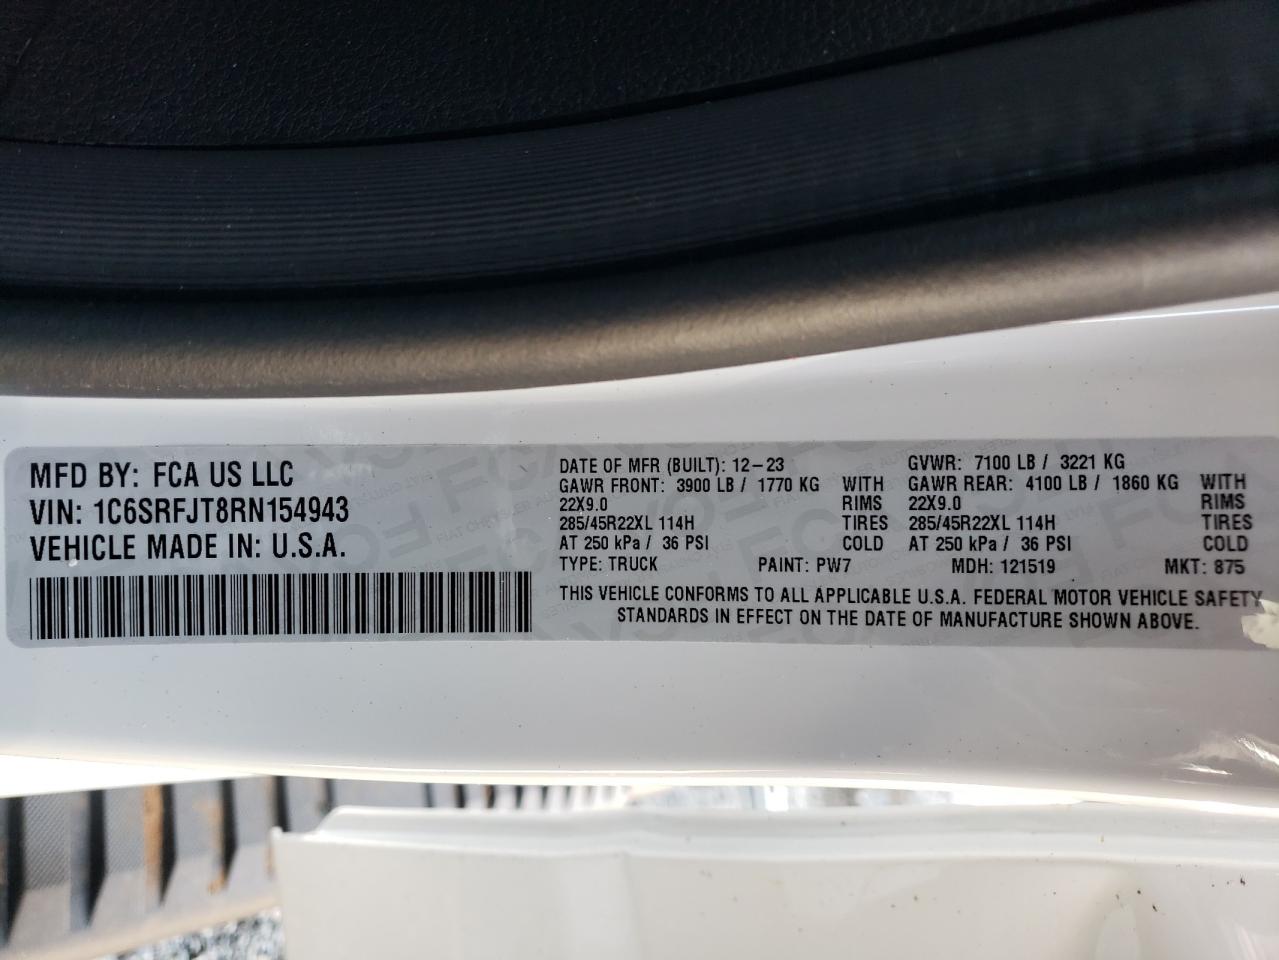 MFD BY: FCA US LLC
VIN: 1C6SRFJT8RN154943
VEHICLE MADE IN: U.S.A.
DATE OF MFR (BUILT): 12-23 GVWR: 7100 LB / 3221 KG
GAWR FRONT: 3900 LB / 1770 KG WITH GAWR REAR: 4100 LB / 1860 KG WITH
22X9.0 RIMS 22X9.0 RIMS
285/45R22XL 114H TIRES 285/45R22XL 114H TIRES
AT 250 kPa / 36 PSI COLD AT 250 kPa / 36 PSI COLD
TYPE: TRUCK PAINT: PW7 MDH: 121519 MKT: 875
THIS VEHICLE CONFORMS TO ALL APPLICABLE U.S.A. FEDERAL MOTOR VEHICLE SAFETY
STANDARDS IN EFFECT ON THE DATE OF MANUFACTURE SHOWN ABOVE.